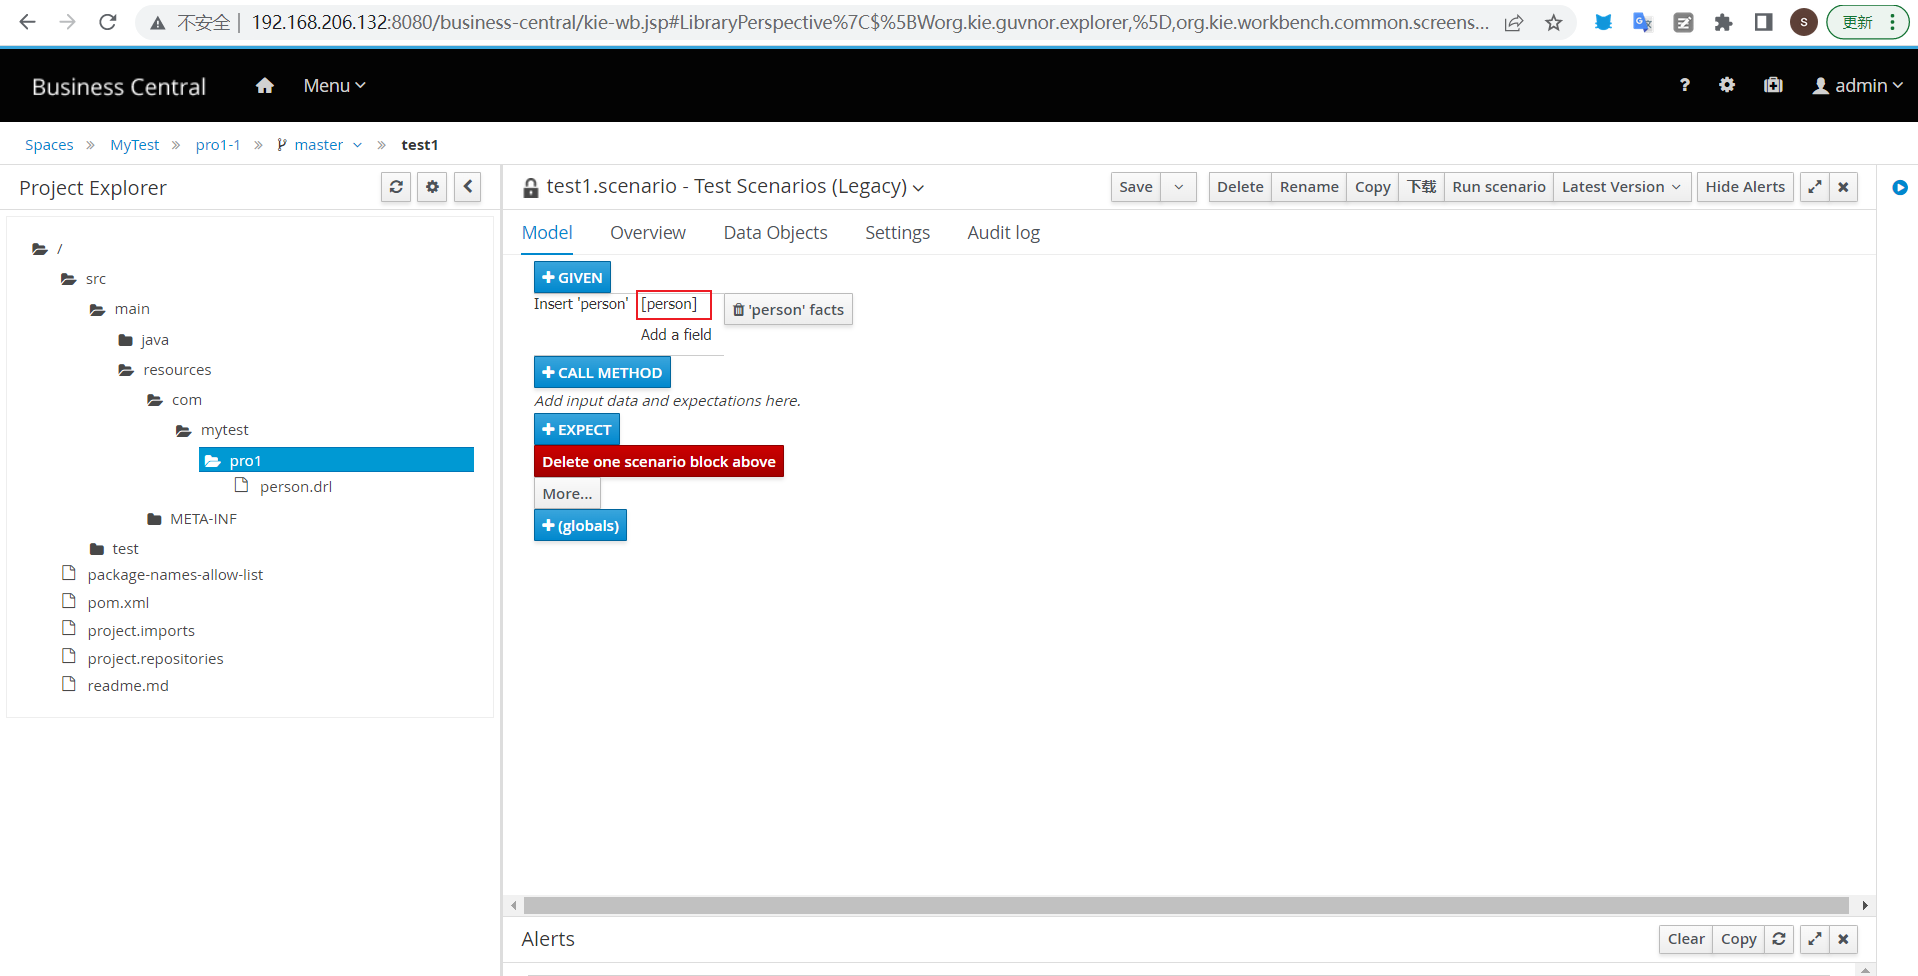 不安全 | 192.168.206.132:8080/business-central/kie-wb.jsp#LibraryPerspective%7C$%5BWorg.kie.guvnor.explorer,%5D,org.kie.workbench.common.screens... S 更新
Business Central Menu ? admin
Spaces » MyTest » pro1-1 » master » test1
Project Explorer
/
src
main
java
resources
com
mytest
pro1
person.drl
META-INF
test
package-names-allow-list
pom.xml
project.imports
project.repositories
readme.md
test1.scenario - Test Scenarios (Legacy)
Save Delete Rename Copy 下载 Run scenario Latest Version Hide Alerts
Model Overview Data Objects Settings Audit log
+ GIVEN
Insert 'person' [person] 'person' facts
Add a field
+ CALL METHOD
Add input data and expectations here.
+ EXPECT
Delete one scenario block above
More...
+ (globals)
Alerts Clear Copy